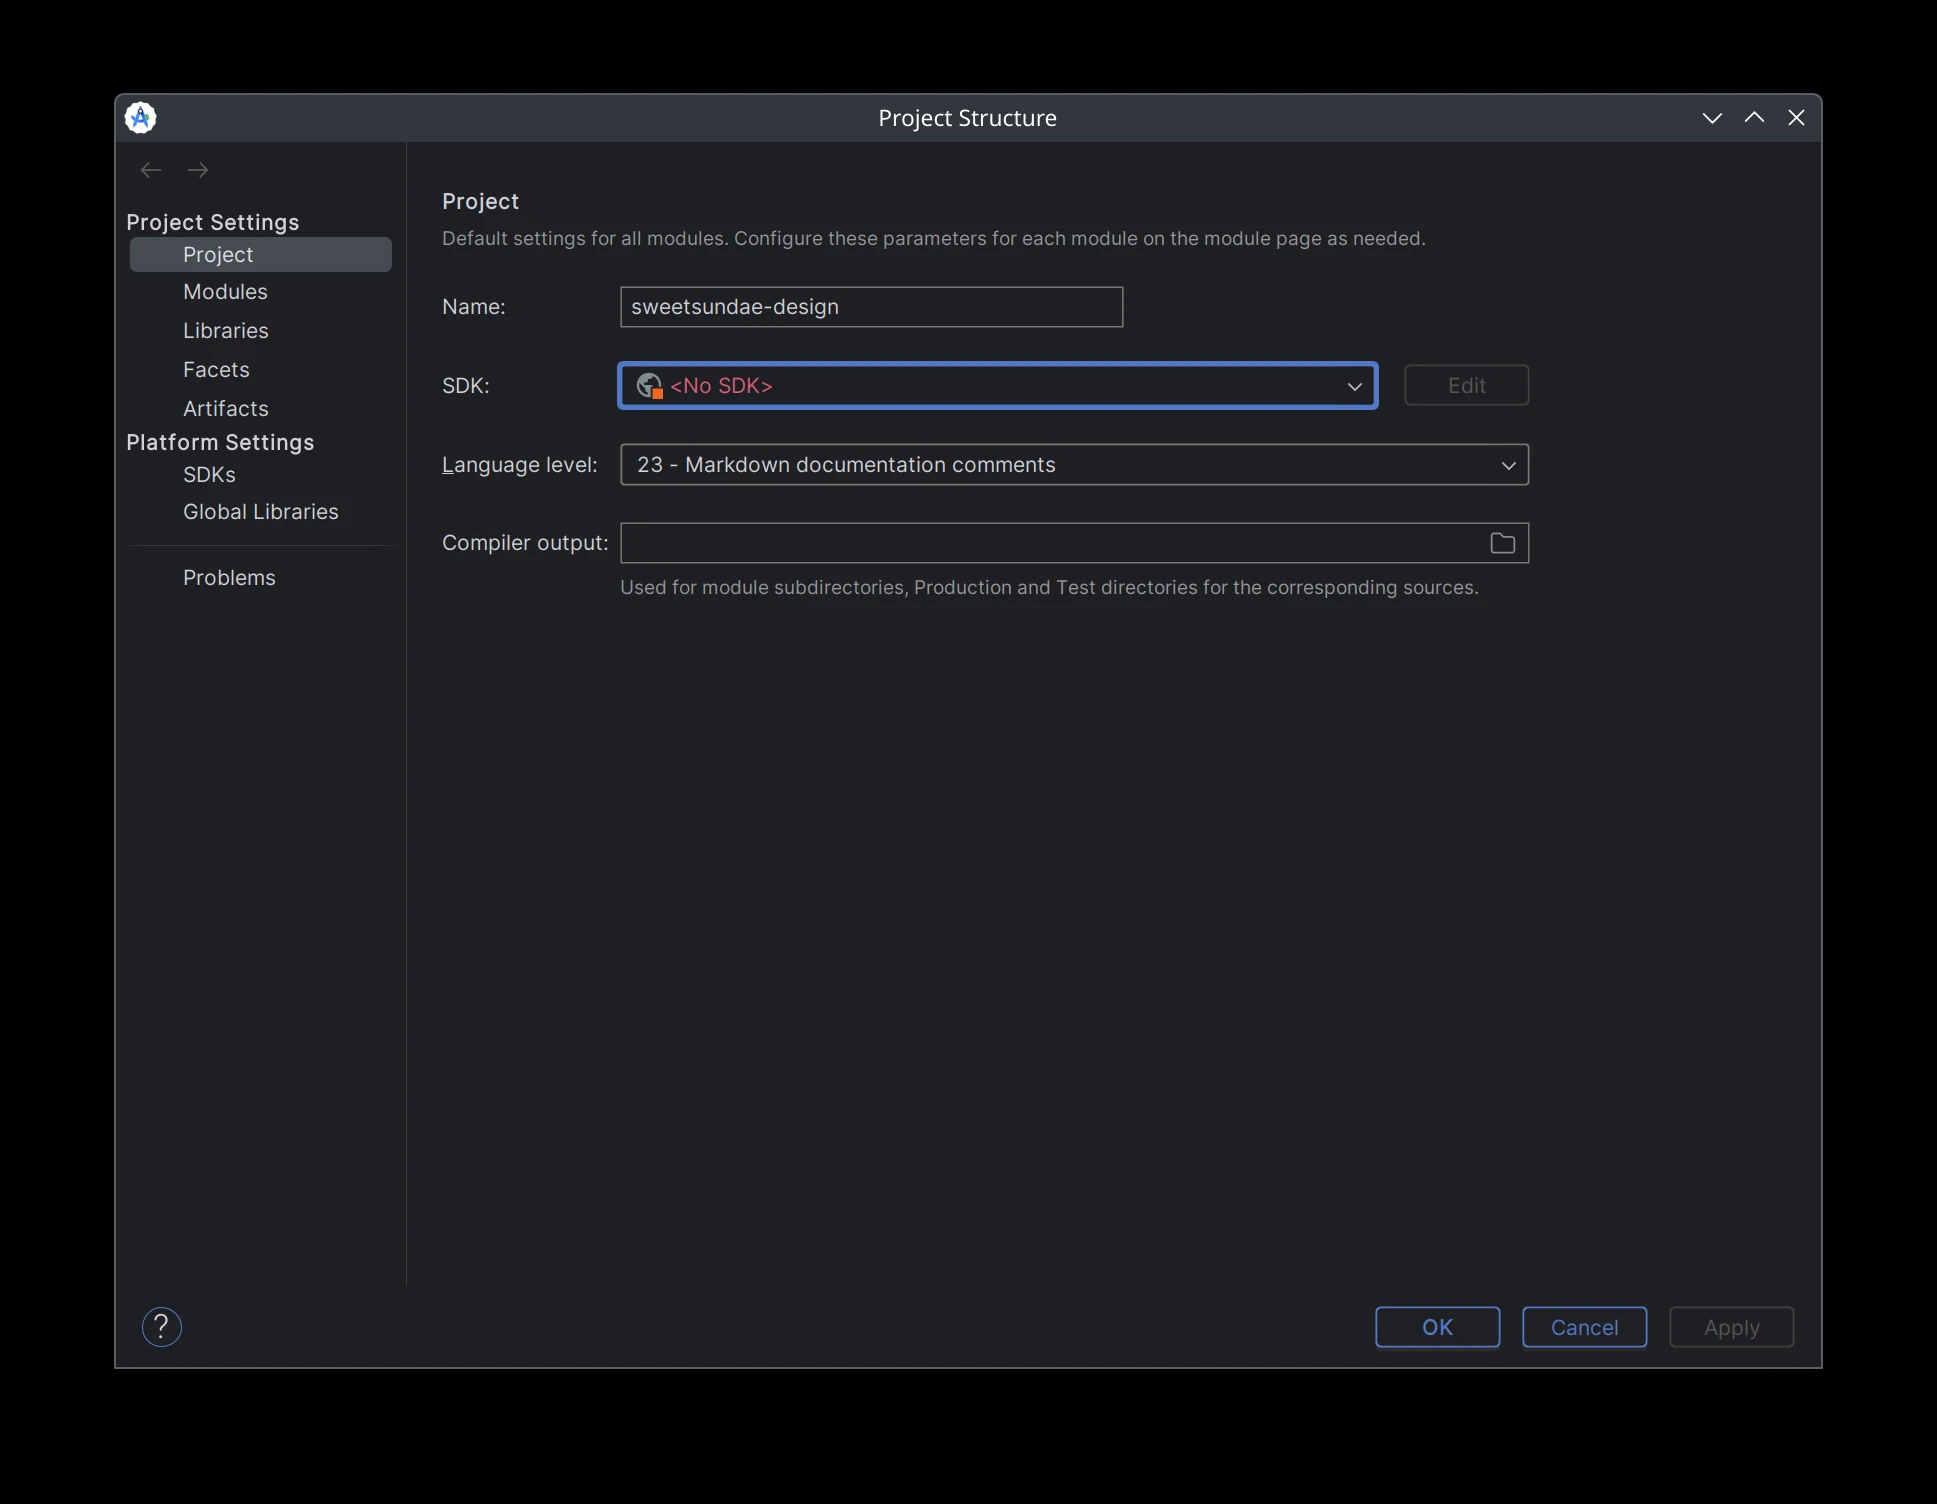 Project Structure
Project Settings
Project
Modules
Libraries
Facets
Artifacts
Platform Settings
SDKs
Global Libraries
Problems
Project
Default settings for all modules. Configure these parameters for each module on the module page as needed.
Name: sweetsundae-design
SDK: <No SDK> Edit
Language level: 23 - Markdown documentation comments
Compiler output:
Used for module subdirectories, Production and Test directories for the corresponding sources.
? OK Cancel Apply